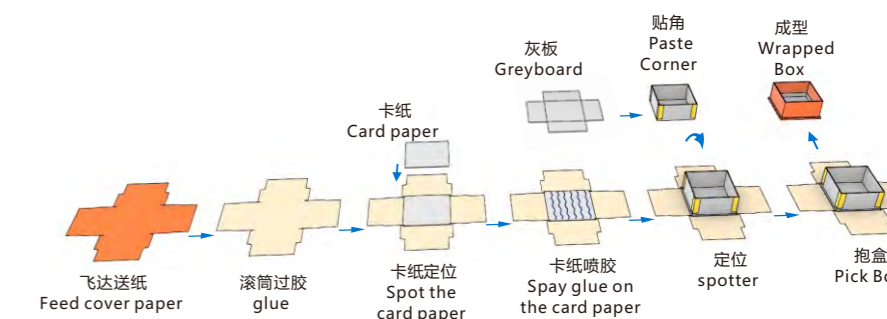 贴角
Paste
Corner
成型
Wrapped
Box
灰板
Greyboard
卡纸
Card paper
飞达送纸
Feed cover paper
滚筒过胶
glue
卡纸定位
Spot the
card paper
卡纸喷胶
Spay glue on
the card paper
定位
spotter
抱盒
Pick Bo